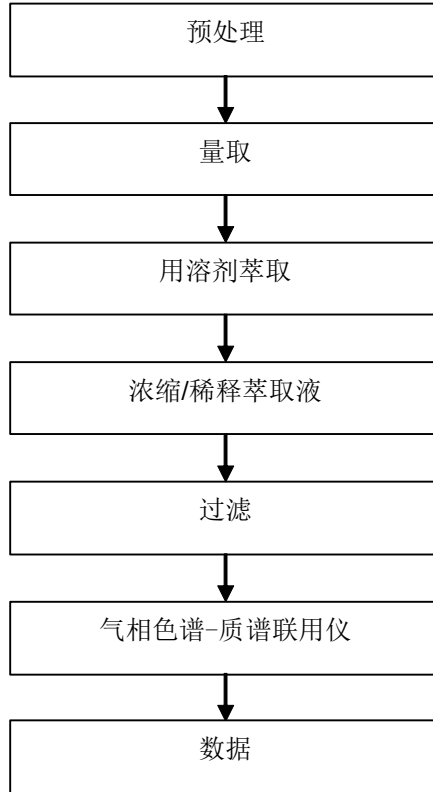 预处理
量取
用溶剂萃取
浓缩/稀释萃取液
过滤
气相色谱-质谱联用仪
数据